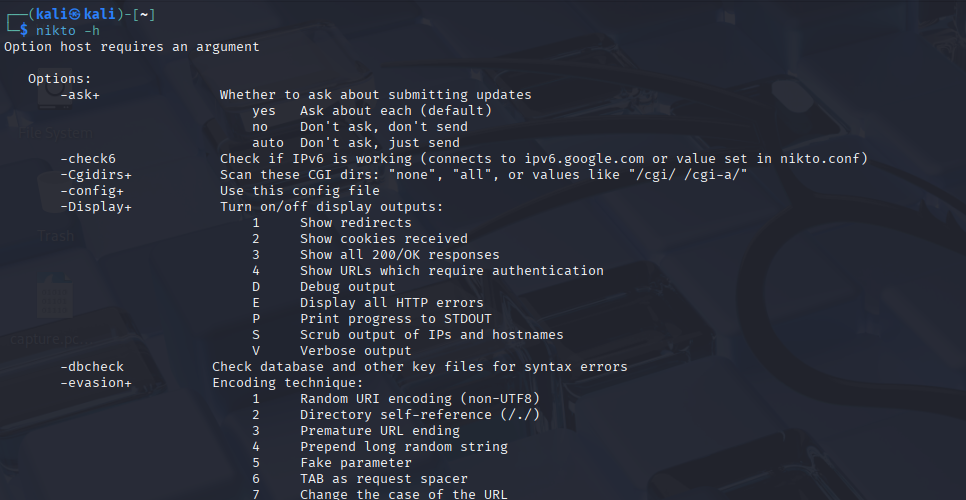 ┌──(kali㉿kali)-[~]
└─$ nikto -h
Option host requires an argument
Options:
-ask+ Whether to ask about submitting updates
yes Ask about each (default)
no Don't ask, don't send
auto Don't ask, just send
-check6 Check if IPv6 is working (connects to ipv6.google.com or value set in nikto.conf)
-Cgidirs+ Scan these CGI dirs: "none", "all", or values like "/cgi/ /cgi-a/"
-config+ Use this config file
-Display+ Turn on/off display outputs:
1 Show redirects
2 Show cookies received
3 Show all 200/OK responses
4 Show URLs which require authentication
D Debug output
E Display all HTTP errors
P Print progress to STDOUT
S Scrub output of IPs and hostnames
V Verbose output
-dbcheck Check database and other key files for syntax errors
-evasion+ Encoding technique:
1 Random URI encoding (non-UTF8)
2 Directory self-reference (/./)
3 Premature URL ending
4 Prepend long random string
5 Fake parameter
6 TAB as request spacer
7 Change the case of the URL
File System
Trash
capture.pc...